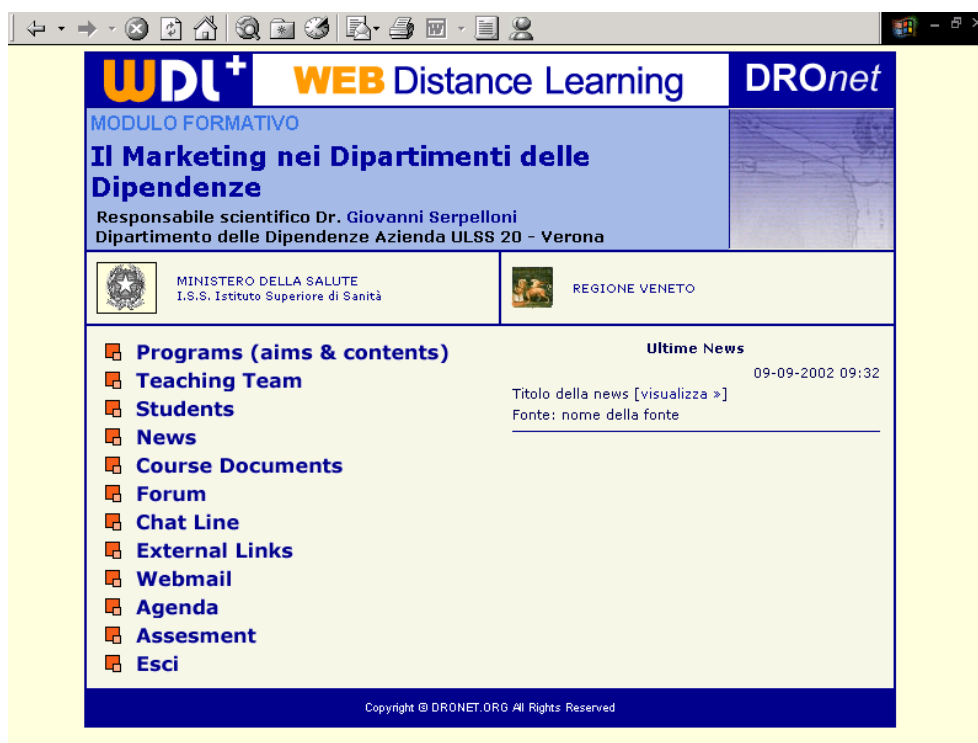 WDL+ WEB Distance Learning DROnet
MODULO FORMATIVO
Il Marketing nei Dipartimenti delle
Dipendenze
Responsabile scientifico Dr. Giovanni Serpelloni
Dipartimento delle Dipendenze Azienda ULSS 20 - Verona
MINISTERO DELLA SALUTE
I.S.S. Istituto Superiore di Sanità
REGIONE VENETO
Programs (aims & contents)
Teaching Team
Students
News
Course Documents
Forum
Chat Line
External Links
Webmail
Agenda
Assesment
Esci
Ultime News
09-09-2002 09:32
Titolo della news [visualizza »]
Fonte: nome della fonte
Copyright © DRONET.ORG All Rights Reserved